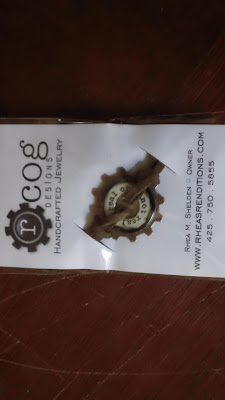 r
cog
DESIGNS
HANDCRAFTED JEWELRY
RHEA M. SHELDEN :: OWNER
WWW.RHEASRENDITIONS.COM
425 . 750 . 5855